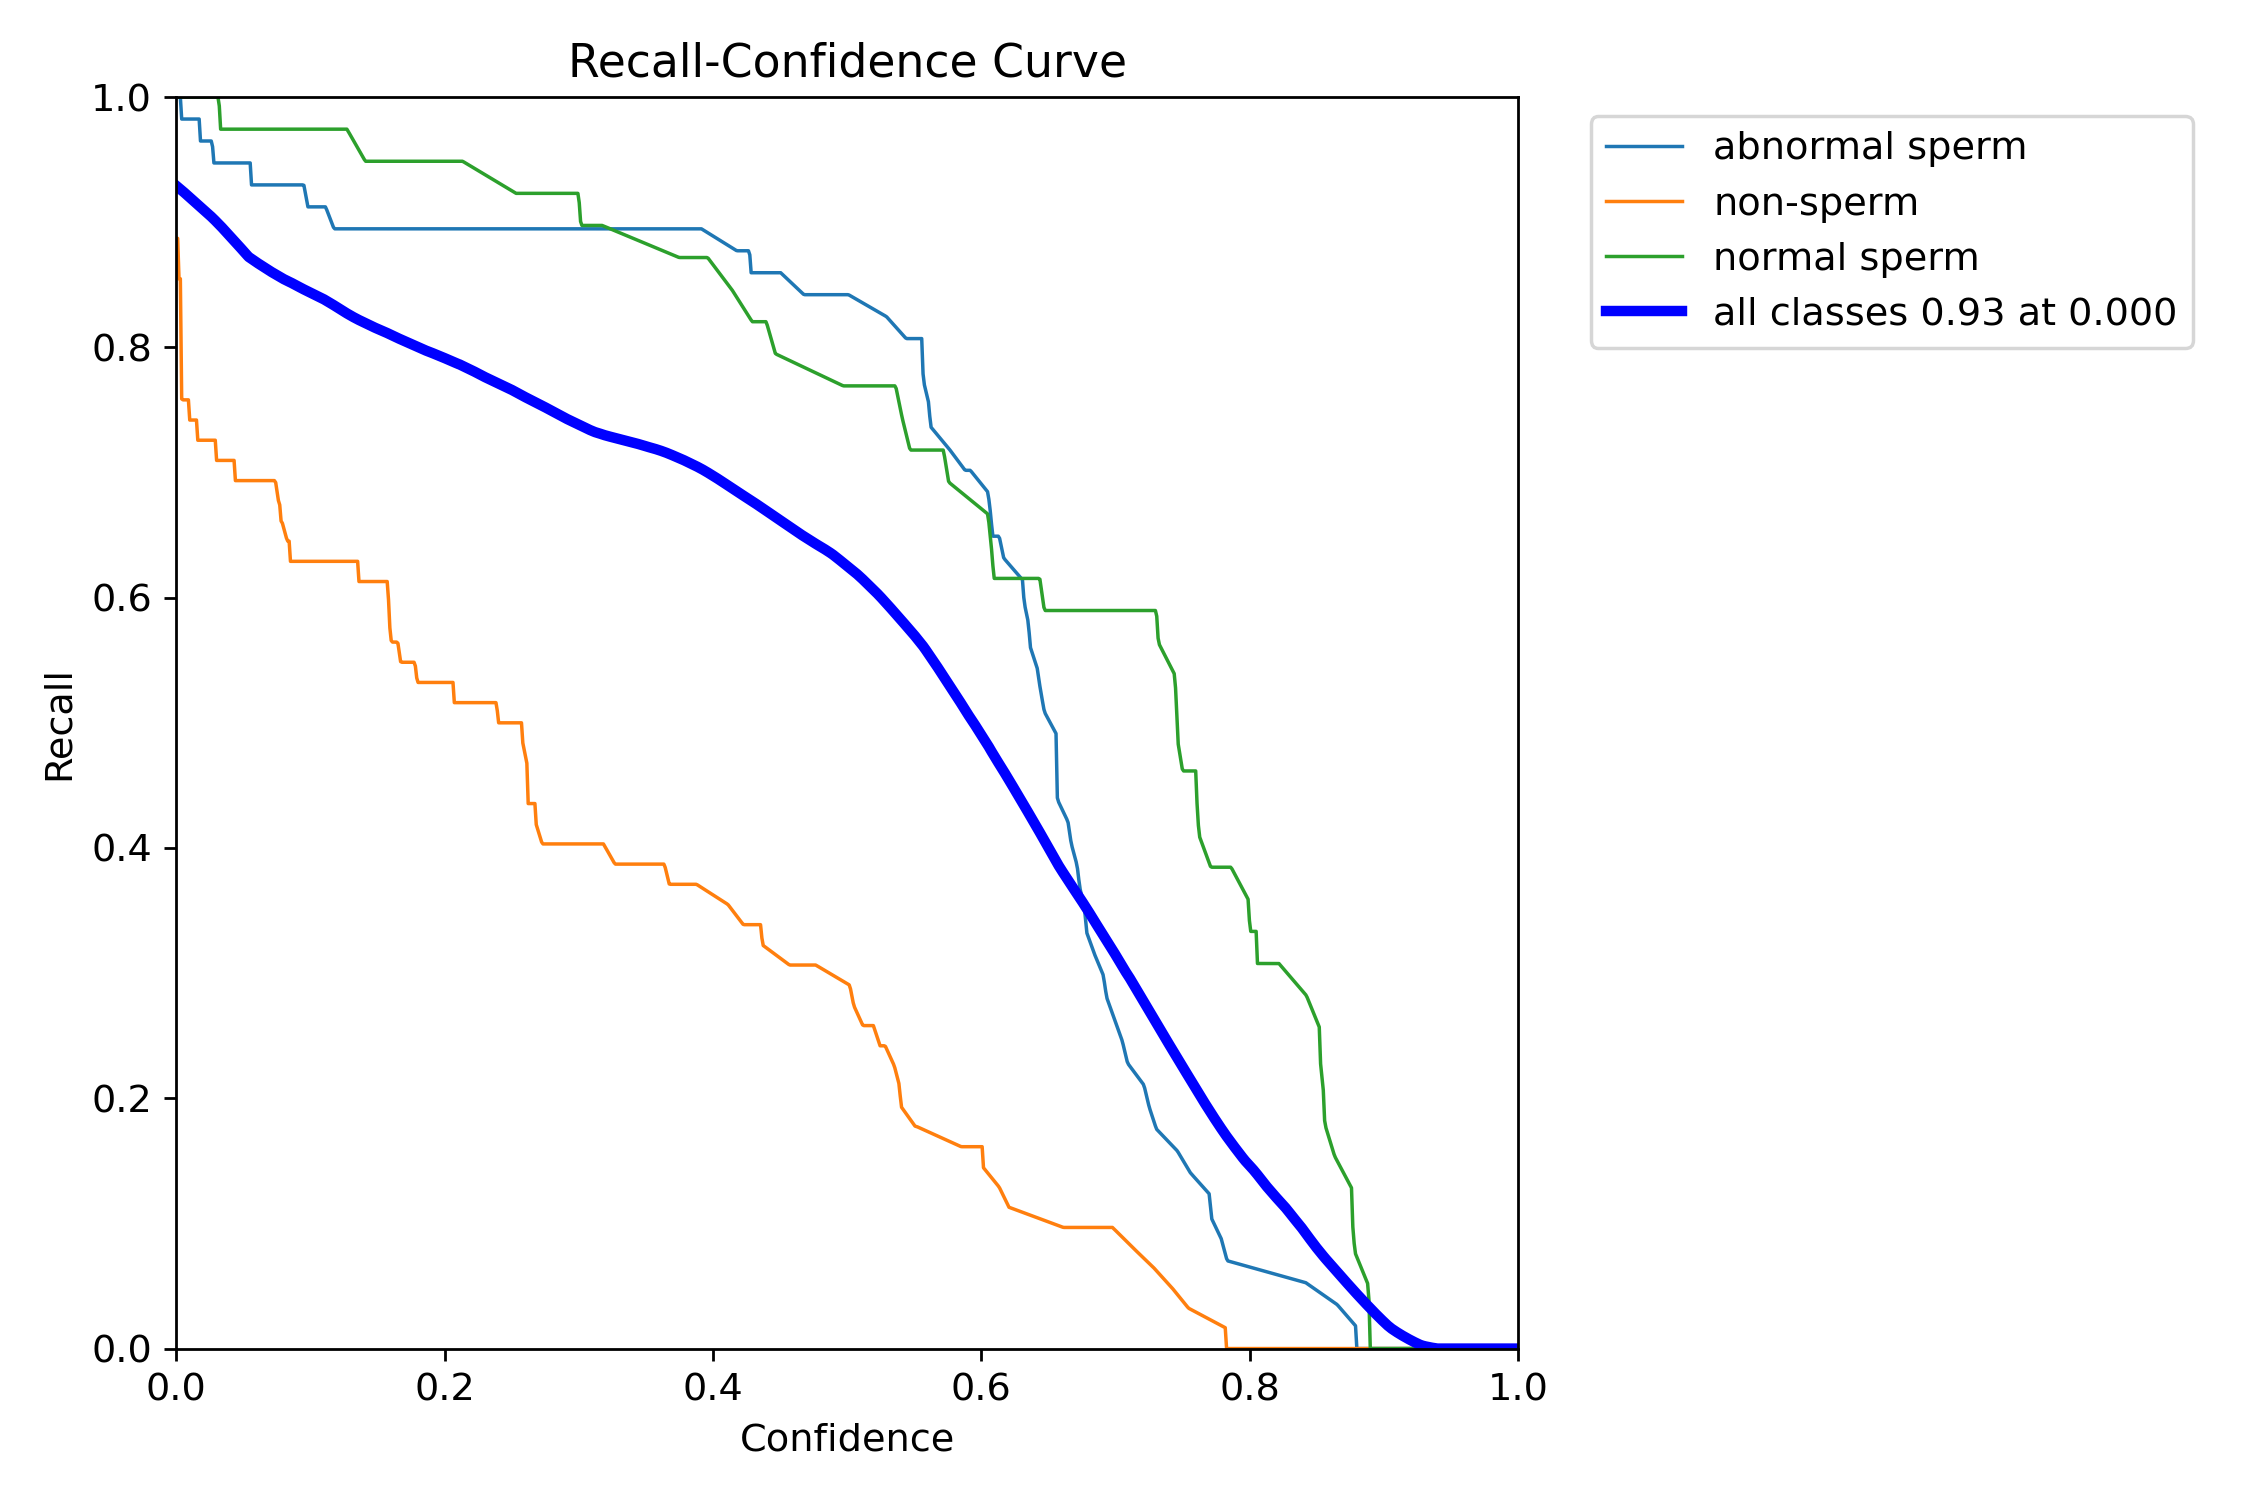 Recall-Confidence Curve
1.0
0.8
0.6
0.4
0.2
0.0
Recall
0.0 0.2 0.4 0.6 0.8 1.0
Confidence
abnormal sperm
non-sperm
normal sperm
all classes 0.93 at 0.000